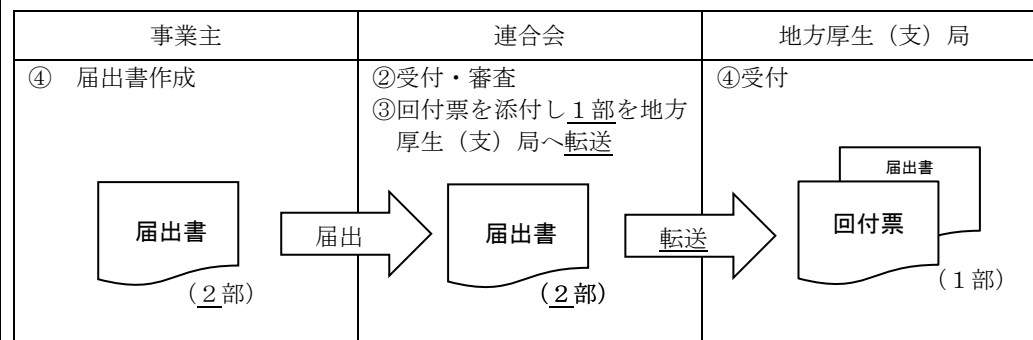 事業主
連合会
地方厚生（支）局
④　届出書作成
②受付・審査
③回付票を添付し１部を地方
厚生（支）局へ転送
④受付
届出書
届出
届出書
転送
届出書
回付票
（２部）
（２部）
（１部）